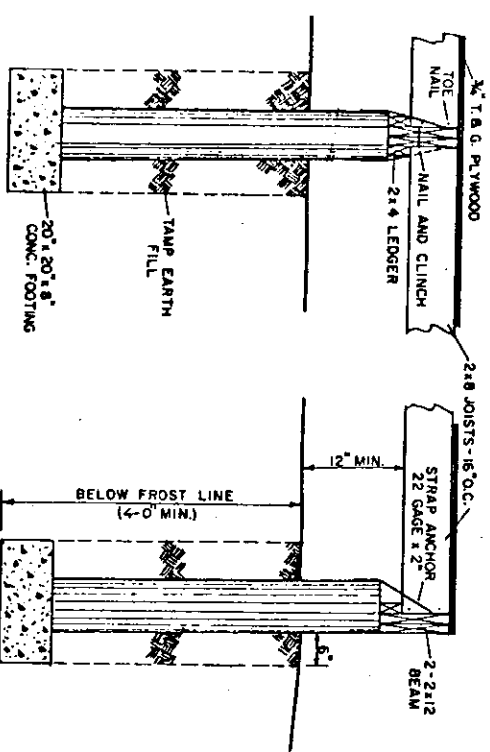 3/4" T. & G. PLYWOOD
TOE
NAIL
NAIL AND CLINCH
2x4 LEDGER
TAMP EARTH
FILL
20"x 20"x 8"
CONC. FOOTING
2x8 JOISTS-16"O.C.
STRAP ANCHOR
22 GAGE x 2"
12" MIN.
2-2x12
BEAM
BELOW FROST LINE
(4-0" MIN.)
6"